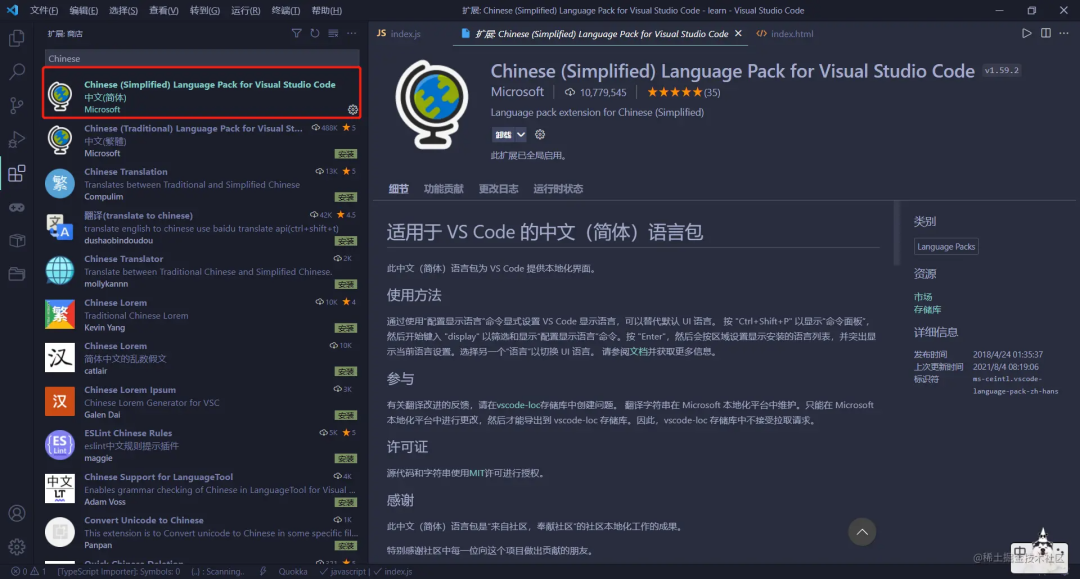 文件(F) 编辑(E) 选择(S) 查看(V) 转到(G) 运行(R) 终端(T) 帮助(H)
扩展: Chinese (Simplified) Language Pack for Visual Studio Code - learn - Visual Studio Code
扩展: 商店
JS index.js
扩展: Chinese (Simplified) Language Pack for Visual Studio Code
index.html
Chinese
Chinese (Simplified) Language Pack for Visual Studio Code
中文(简体)
Microsoft
Chinese (Traditional) Language Pack for Visual St... 488K 5
中文(繁體)
Microsoft 安装
Chinese Translation 13K 5
Translates between Traditional and Simplified Chinese
Compulim 安装
翻译(translate to chinese) 42K 4.5
translate english to chinese use baidu translate api(ctrl+shift+t)
dushaobindoudou 安装
Chinese Translator 2K
Translate between Traditional Chinese and Simplified Chinese.
mollykannn 安装
Chinese Lorem 10K 4
Traditional Chinese Lorem
Kevin Yang 安装
Chinese Lorem 10K
简体中文的乱数假文
catlair 安装
Chinese Lorem Ipsum 3K
Chinese Lorem Generator for VSC
Galen Dai 安装
ESLint Chinese Rules 5K 5
eslint中文规则提示插件
maggie 安装
Chinese Support for LanguageTool 4K
Enables grammar checking of Chinese in LanguageTool for Visual ...
Adam Voss 安装
Convert Unicode to Chinese 1K
This extension is to Convert unicode to Chinese in some specific fil...
Panpan 安装
繁
文
A
繁
汉
汉
ES
Lint
中文
LT
Chinese (Simplified) Language Pack for Visual Studio Code v1.59.2
Microsoft 10,779,545 (35)
Language pack extension for Chinese (Simplified)
卸载
此扩展已全局启用。
细节 功能贡献 更改日志 运行时状态
适用于 VS Code 的中文（简体）语言包
此中文（简体）语言包为 VS Code 提供本地化界面。
使用方法
通过使用“配置显示语言”命令显式设置 VS Code 显示语言，可以替代默认 UI 语言。 按 “Ctrl+Shift+P” 以显示“命令面板”，
然后开始键入 “display” 以筛选和显示“配置显示语言”命令。按 “Enter”，然后会按区域设置显示安装的语言列表，并突出显
示当前语言设置。选择另一个“语言”以切换 UI 语言。 请参阅文档并获取更多信息。
参与
有关翻译改进的反馈，请在vscode-loc存储库中创建问题。 翻译字符串在 Microsoft 本地化平台中维护。只能在 Microsoft
本地化平台中进行更改，然后才能导出到 vscode-loc 存储库。因此，vscode-loc 存储库中不接受拉取请求。
许可证
源代码和字符串使用MIT许可进行授权。
感谢
此中文（简体）语言包是“来自社区，奉献社区”的社区本地化工作的成果。
特别感谢社区中每一位向这个项目做出贡献的朋友。
类别
Language Packs
资源
市场
存储库
详细信息
发布时间 2018/4/24 01:35:37
上次更新时间 2021/8/4 08:19:06
标识符 ms-ceintl.vscode-
language-pack-zh-hans
中
@稀土掘金技术社区
0 1 [TypeScript Importer]: Symbols: 0 {..} : Scanning.. Quokka javascript | index.js